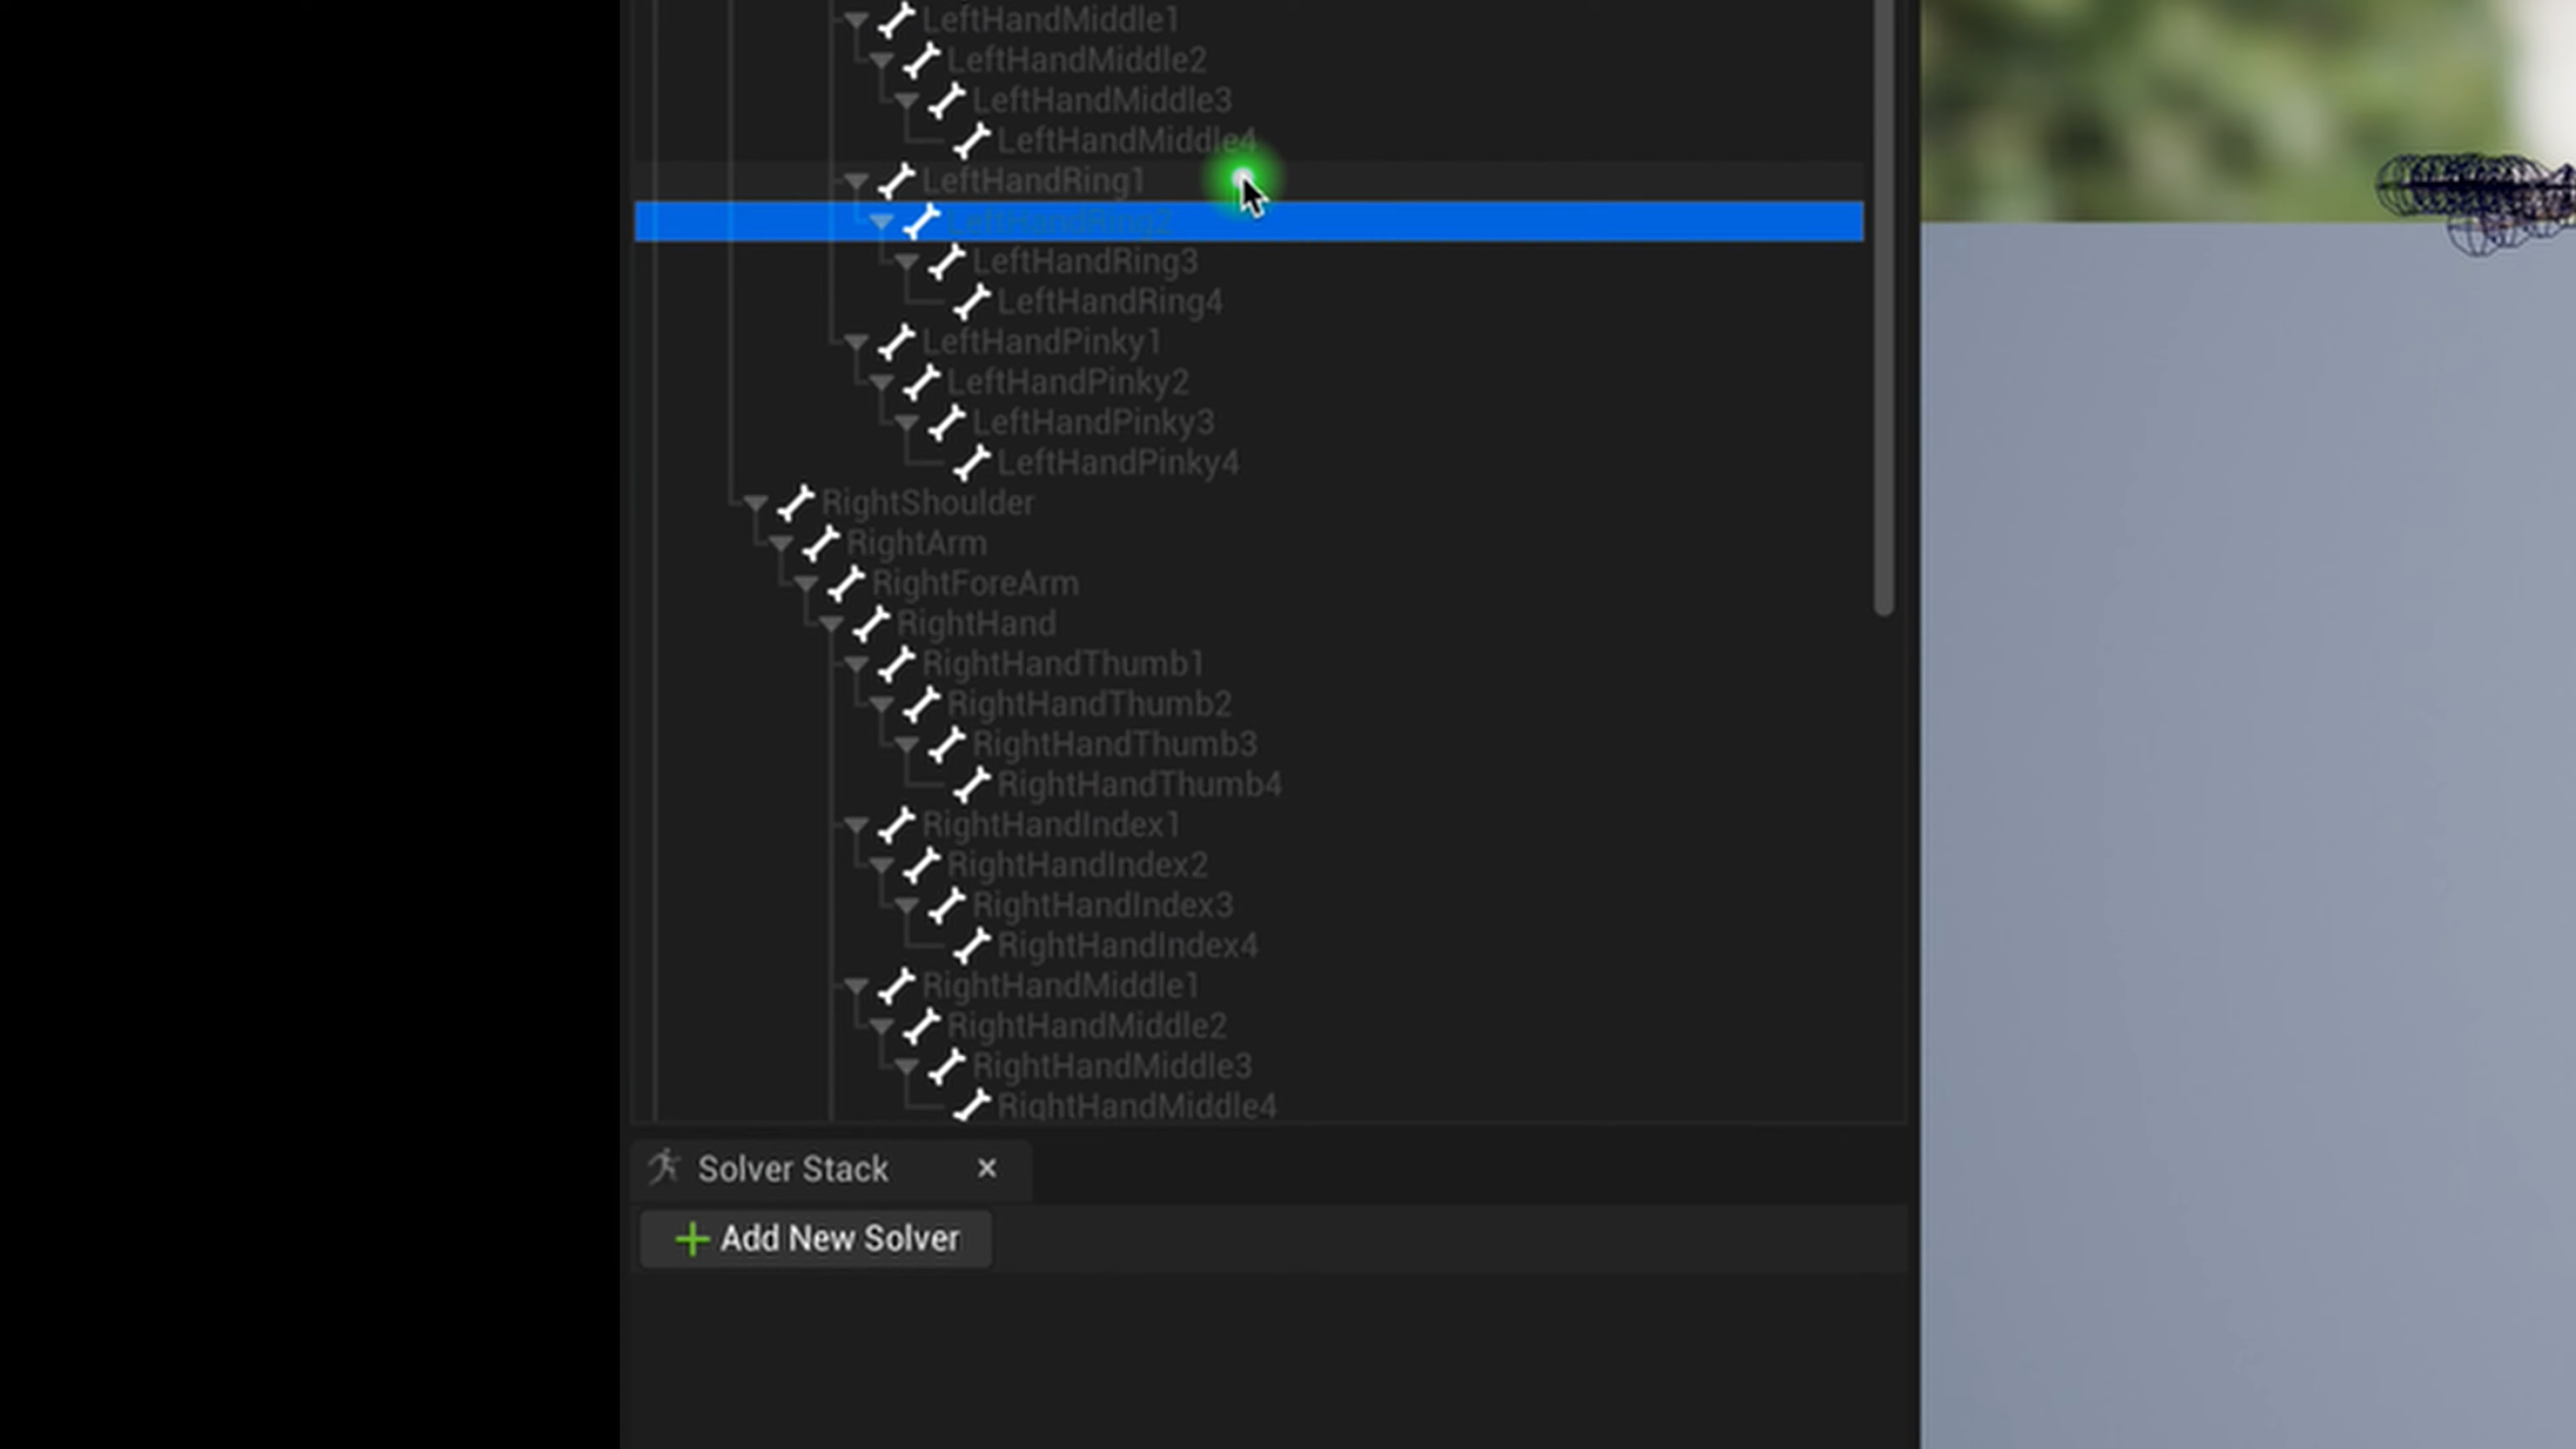 LeftHandMiddle1
LeftHandMiddle2
LeftHandMiddle3
LeftHandMiddle4
LeftHandRing1
LeftHandRing2
LeftHandRing3
LeftHandRing4
LeftHandPinky1
LeftHandPinky2
LeftHandPinky3
LeftHandPinky4
RightShoulder
RightArm
RightForeArm
RightHand
RightHandThumb1
RightHandThumb2
RightHandThumb3
RightHandThumb4
RightHandIndex1
RightHandIndex2
RightHandIndex3
RightHandIndex4
RightHandMiddle1
RightHandMiddle2
RightHandMiddle3
RightHandMiddle4
Solver Stack
Add New Solver